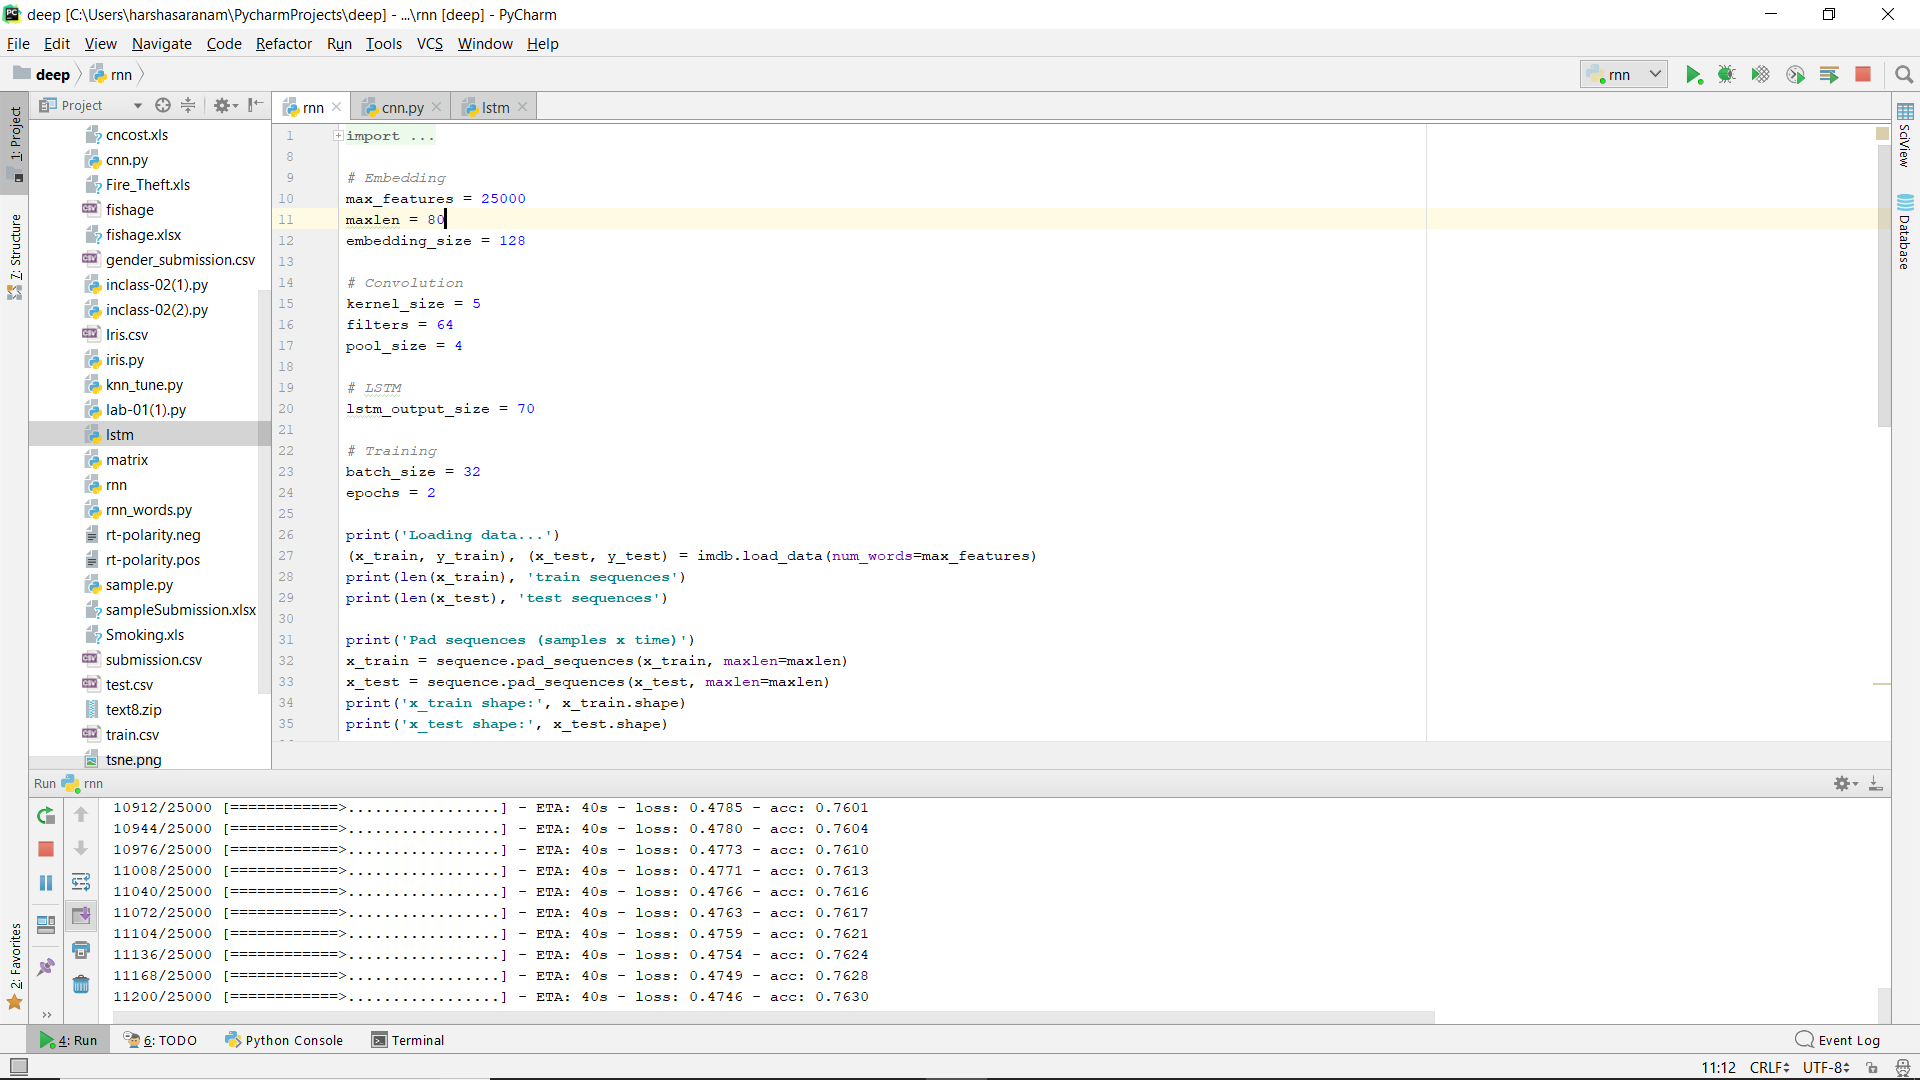 deep [C:\Users\harshasaranam\PycharmProjects\deep] - ...\rnn [deep] - PyCharm
File Edit View Navigate Code Refactor Run Tools VCS Window Help
deep rnn
rnn
Project
rnn cnn.py lstm
1: Project
7: Structure
2: Favorites
SciView
Database
cncost.xls
cnn.py
Fire_Theft.xls
fishage
fishage.xlsx
gender_submission.csv
inclass-02(1).py
inclass-02(2).py
Iris.csv
iris.py
knn_tune.py
lab-01(1).py
lstm
matrix
rnn
rnn_words.py
rt-polarity.neg
rt-polarity.pos
sample.py
sampleSubmission.xlsx
Smoking.xls
submission.csv
test.csv
text8.zip
train.csv
tsne.png
1 import ...
8
9 # Embedding
10 max_features = 25000
11 maxlen = 80
12 embedding_size = 128
13
14 # Convolution
15 kernel_size = 5
16 filters = 64
17 pool_size = 4
18
19 # LSTM
20 lstm_output_size = 70
21
22 # Training
23 batch_size = 32
24 epochs = 2
25
26 print('Loading data...')
27 (x_train, y_train), (x_test, y_test) = imdb.load_data(num_words=max_features)
28 print(len(x_train), 'train sequences')
29 print(len(x_test), 'test sequences')
30
31 print('Pad sequences (samples x time)')
32 x_train = sequence.pad_sequences(x_train, maxlen=maxlen)
33 x_test = sequence.pad_sequences(x_test, maxlen=maxlen)
34 print('x_train shape:', x_train.shape)
35 print('x_test shape:', x_test.shape)
Run rnn
10912/25000 [============>.................] - ETA: 40s - loss: 0.4785 - acc: 0.7601
10944/25000 [============>.................] - ETA: 40s - loss: 0.4780 - acc: 0.7604
10976/25000 [============>.................] - ETA: 40s - loss: 0.4773 - acc: 0.7610
11008/25000 [============>.................] - ETA: 40s - loss: 0.4771 - acc: 0.7613
11040/25000 [============>.................] - ETA: 40s - loss: 0.4766 - acc: 0.7616
11072/25000 [============>.................] - ETA: 40s - loss: 0.4763 - acc: 0.7617
11104/25000 [============>.................] - ETA: 40s - loss: 0.4759 - acc: 0.7621
11136/25000 [============>.................] - ETA: 40s - loss: 0.4754 - acc: 0.7624
11168/25000 [============>.................] - ETA: 40s - loss: 0.4749 - acc: 0.7628
11200/25000 [============>.................] - ETA: 40s - loss: 0.4746 - acc: 0.7630
4: Run 6: TODO Python Console Terminal Event Log
11:12 CRLF UTF-8